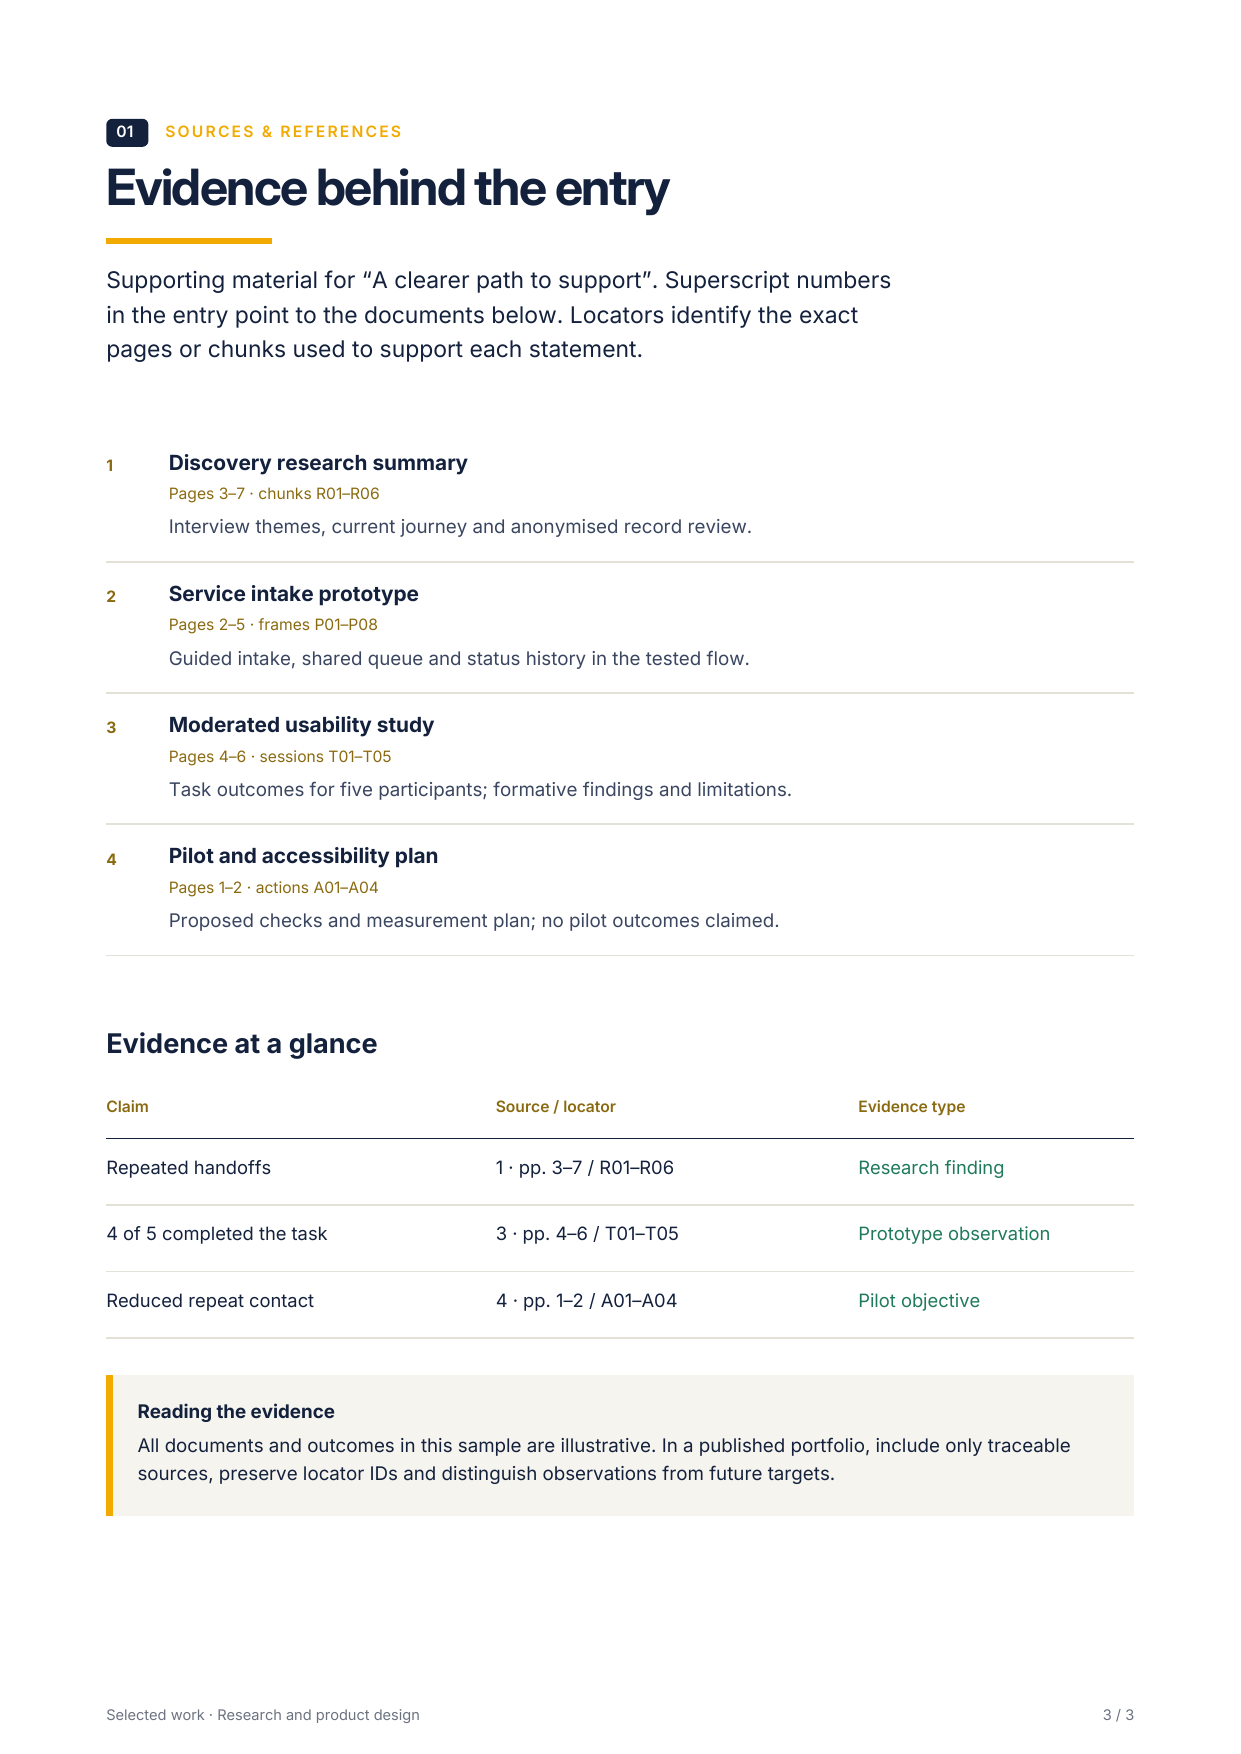 01 SOURCES & REFERENCES
Evidence behind the entry
Supporting material for “A clearer path to support”. Superscript numbers
in the entry point to the documents below. Locators identify the exact
pages or chunks used to support each statement.
1 Discovery research summary
Pages 3–7 · chunks R01–R06
Interview themes, current journey and anonymised record review.
2 Service intake prototype
Pages 2–5 · frames P01–P08
Guided intake, shared queue and status history in the tested flow.
3 Moderated usability study
Pages 4–6 · sessions T01–T05
Task outcomes for five participants; formative findings and limitations.
4 Pilot and accessibility plan
Pages 1–2 · actions A01–A04
Proposed checks and measurement plan; no pilot outcomes claimed.
Evidence at a glance
Claim Source / locator Evidence type
Repeated handoffs 1 · pp. 3–7 / R01–R06 Research finding
4 of 5 completed the task 3 · pp. 4–6 / T01–T05 Prototype observation
Reduced repeat contact 4 · pp. 1–2 / A01–A04 Pilot objective
Reading the evidence
All documents and outcomes in this sample are illustrative. In a published portfolio, include only traceable
sources, preserve locator IDs and distinguish observations from future targets.
Selected work · Research and product design 3 / 3